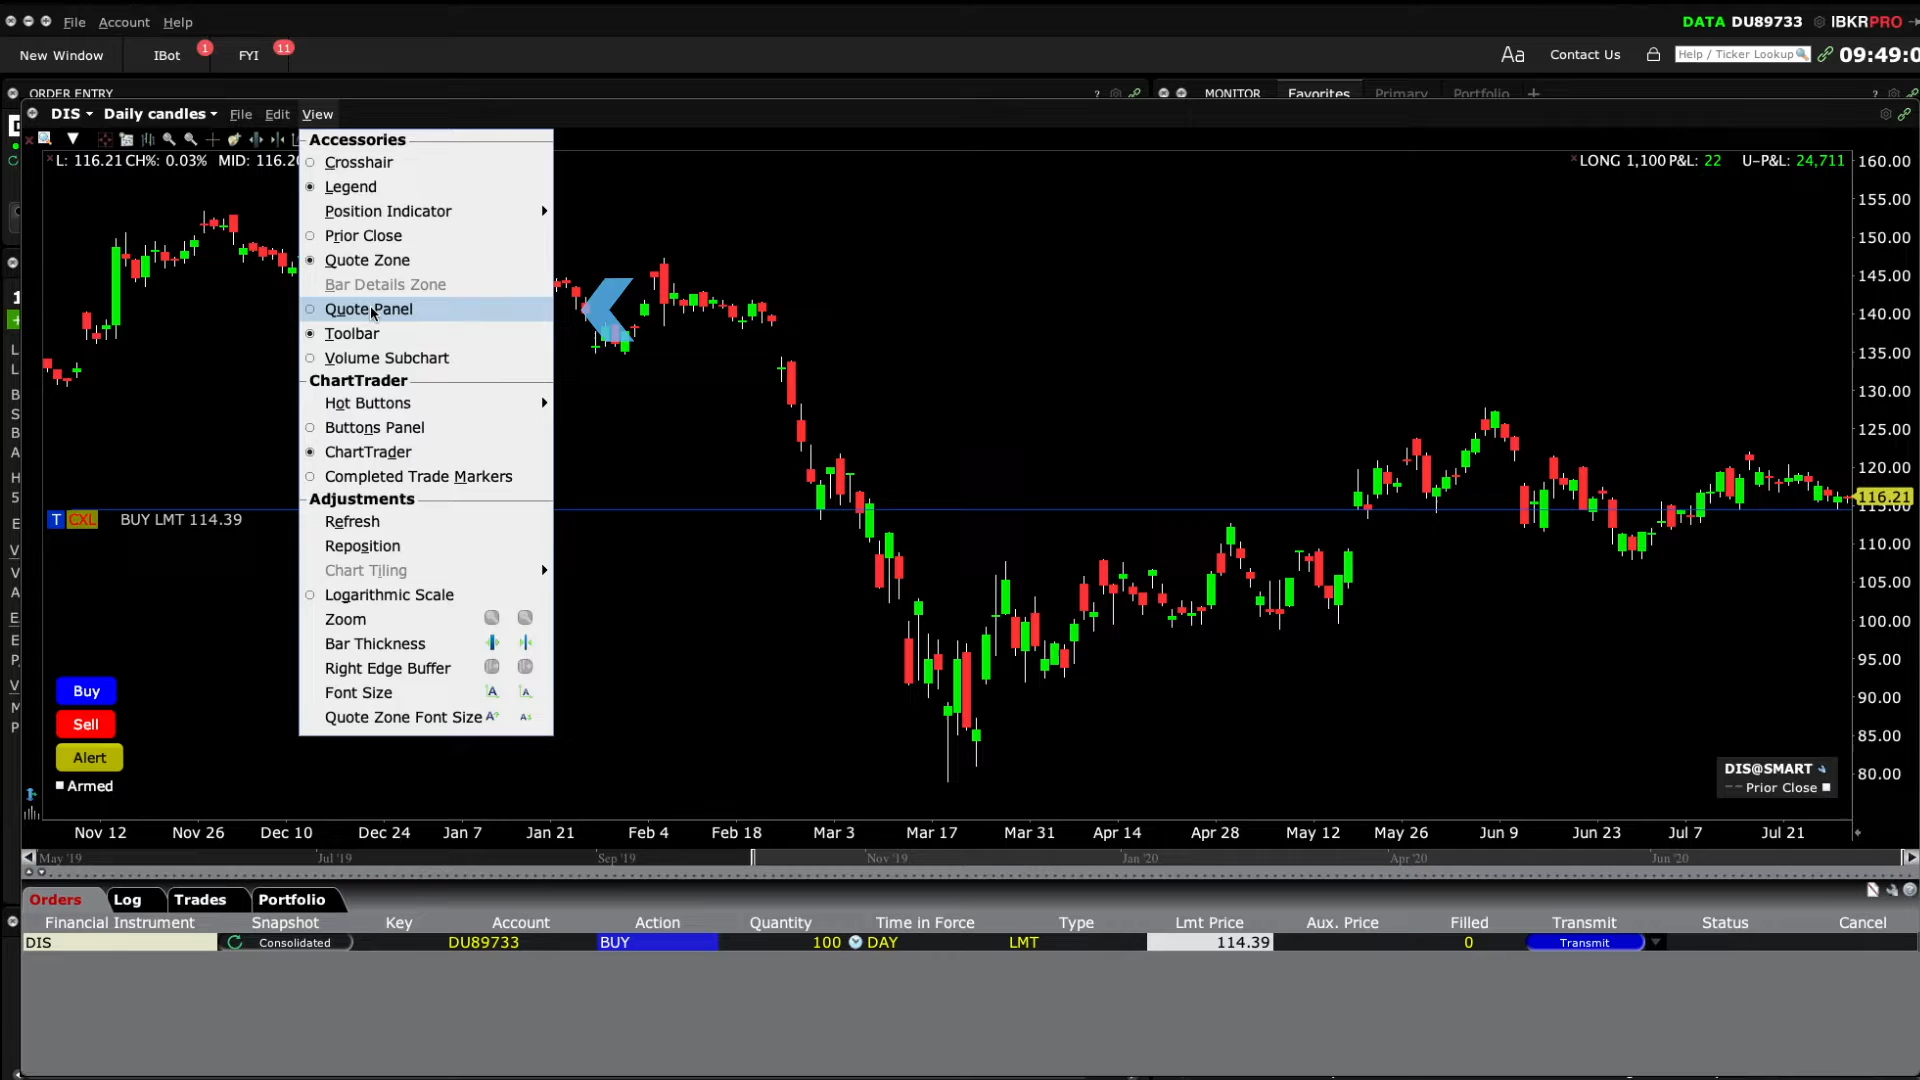 File Account Help
DATA DU89733 IBKRPRO
New Window IBot 1 FYI 11
Aa Contact Us Help / Ticker Lookup 09:49:0
ORDER ENTRY ?
MONITOR Favorites Primary Portfolio + ?
DIS Daily candles File Edit View
L: 116.21 CH%: 0.03% MID: 116.20
LONG 1,100 P&L: 22 U-P&L: 24,711
Accessories
Crosshair
Legend
Position Indicator
Prior Close
Quote Zone
Bar Details Zone
Quote Panel
Toolbar
Volume Subchart
ChartTrader
Hot Buttons
Buttons Panel
ChartTrader
Completed Trade Markers
Adjustments
Refresh
Reposition
Chart Tiling
Logarithmic Scale
Zoom
Bar Thickness
Right Edge Buffer
Font Size
Quote Zone Font Size
160.00
155.00
150.00
145.00
140.00
135.00
130.00
125.00
120.00
116.21
115.00
110.00
105.00
100.00
95.00
90.00
85.00
80.00
T CXL BUY LMT 114.39
Buy
Sell
Alert
Armed
DIS@SMART
Prior Close
Nov 12 Nov 26 Dec 10 Dec 24 Jan 7 Jan 21 Feb 4 Feb 18 Mar 3 Mar 17 Mar 31 Apr 14 Apr 28 May 12 May 26 Jun 9 Jun 23 Jul 7 Jul 21
May '19 Jul '19 Sep '19 Nov '19 Jan '20 Apr '20 Jun '20
Orders Log Trades Portfolio
Financial Instrument Snapshot Key Account Action Quantity Time in Force Type Lmt Price Aux. Price Filled Transmit Status Cancel
DIS Consolidated DU89733 BUY 100 DAY LMT 114.39 0 Transmit